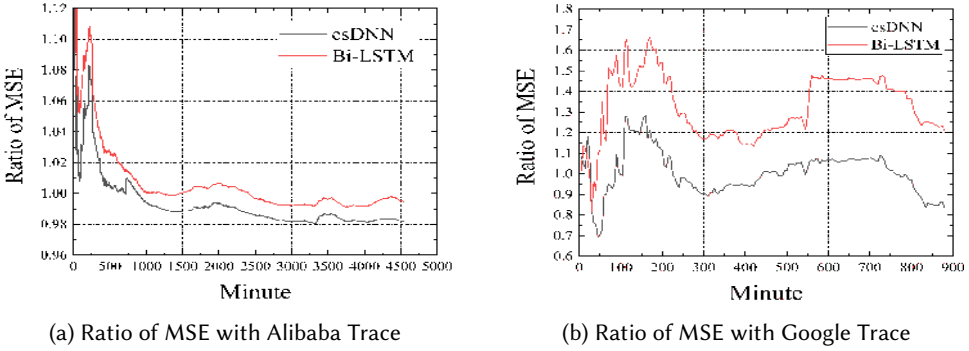 1.12
1.10
1.08
1.06
1.04
1.02
1.00
0.98
0.96
Ratio of MSE
csDNN
Bi-LSTM
0 500 1000 1500 2000 2500 3000 3500 4000 4500 5000
Minute
(a) Ratio of MSE with Alibaba Trace
1.8
1.7
1.6
1.5
1.4
1.3
1.2
1.1
1.0
0.9
0.8
0.7
0.6
Ratio of MSE
csDNN
Bi-LSTM
0 100 200 300 400 500 600 700 800 900
Minute
(b) Ratio of MSE with Google Trace